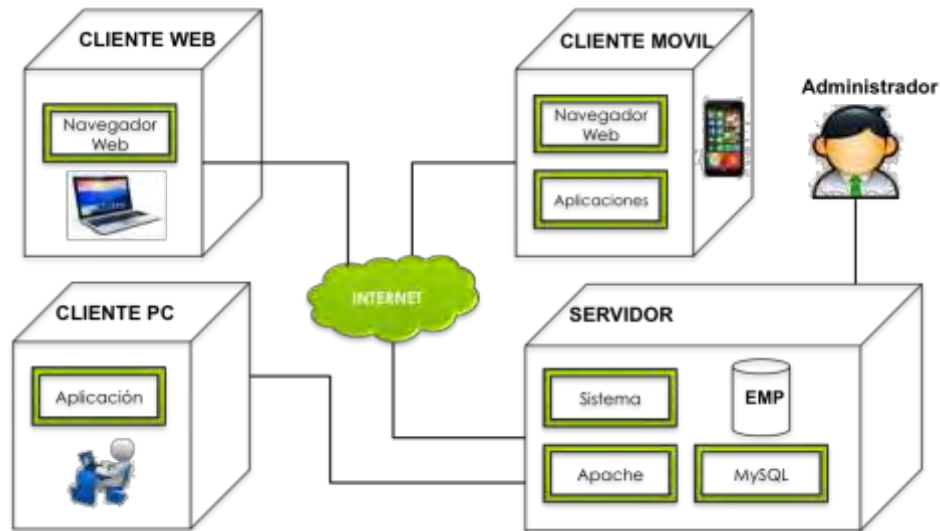 CLIENTE WEB
Navegador
Web
CLIENTE MOVIL
Navegador
Web
Aplicaciones
Administrador
INTERNET
CLIENTE PC
Aplicación
SERVIDOR
Sistema
EMP
Apache
MySQL